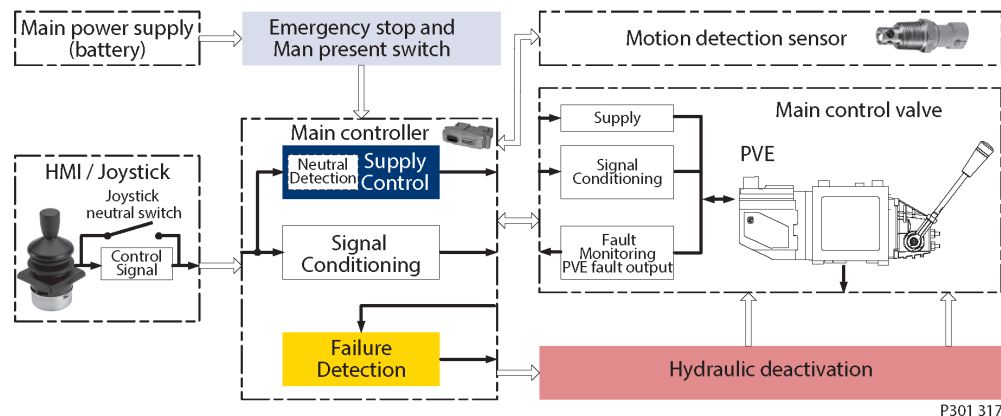 Main power supply
(battery)
Emergency stop and
Man present switch
Motion detection sensor
Main controller
Neutral
Detection
Supply
Control
Signal
Conditioning
Failure
Detection
HMI / Joystick
Joystick
neutral switch
Control
Signal
Main control valve
Supply
Signal
Conditioning
Fault
Monitoring
PVE fault output
PVE
Hydraulic deactivation
P301 317